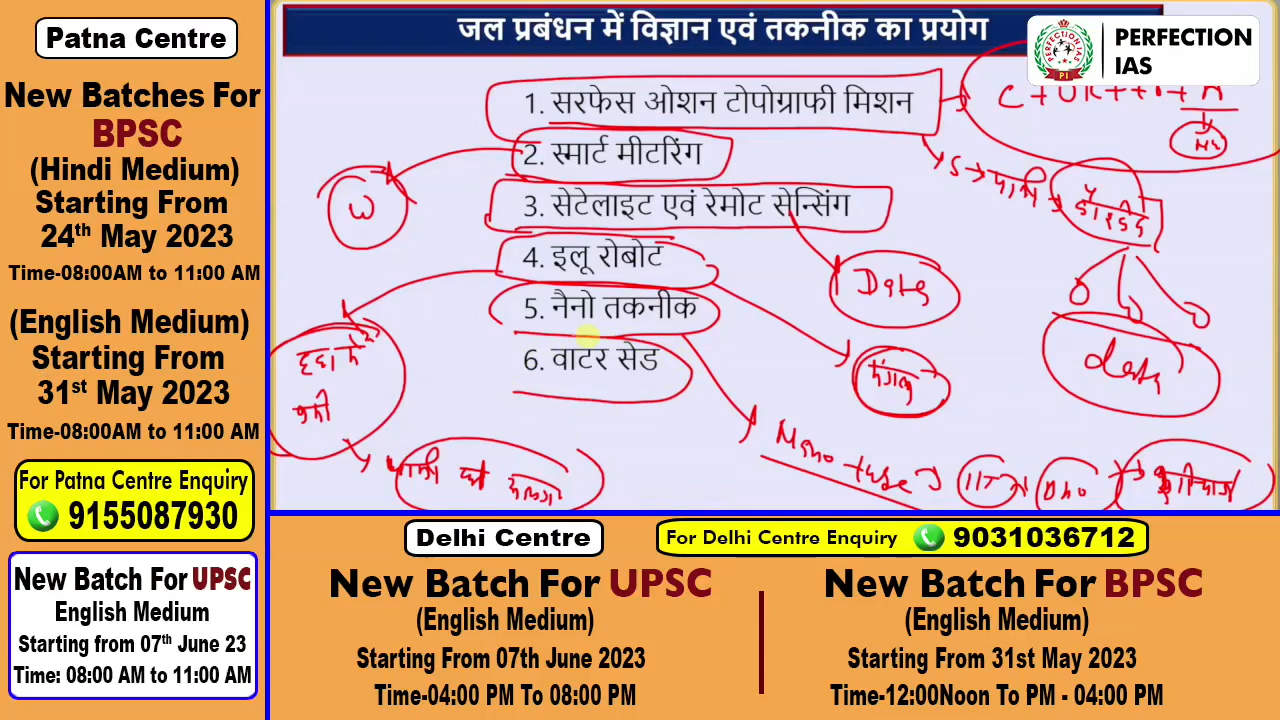 Patna Centre
New Batches For
BPSC
(Hindi Medium)
Starting From
24th May 2023
Time-08:00AM to 11:00 AM
(English Medium)
Starting From
31st May 2023
Time-08:00AM to 11:00 AM
For Patna Centre Enquiry
9155087930
New Batch For UPSC
English Medium
Starting from 07th June 23
Time: 08:00 AM to 11:00 AM
जल प्रबंधन में विज्ञान एवं तकनीक का प्रयोग
PERFECTION IAS
PI
PERFECTION
IAS
1. सरफेस ओशन टोपोग्राफी मिशन
2. स्मार्ट मीटरिंग
3. सेटेलाइट एवं रेमोट सेन्सिंग
4. इलू रोबोट
5. नैनो तकनीक
6. वाटर सेड
W
Data
Data
Delhi Centre
For Delhi Centre Enquiry 9031036712
New Batch For UPSC
(English Medium)
Starting From 07th June 2023
Time-04:00 PM To 08:00 PM
New Batch For BPSC
(English Medium)
Starting From 31st May 2023
Time-12:00Noon To PM - 04:00 PM